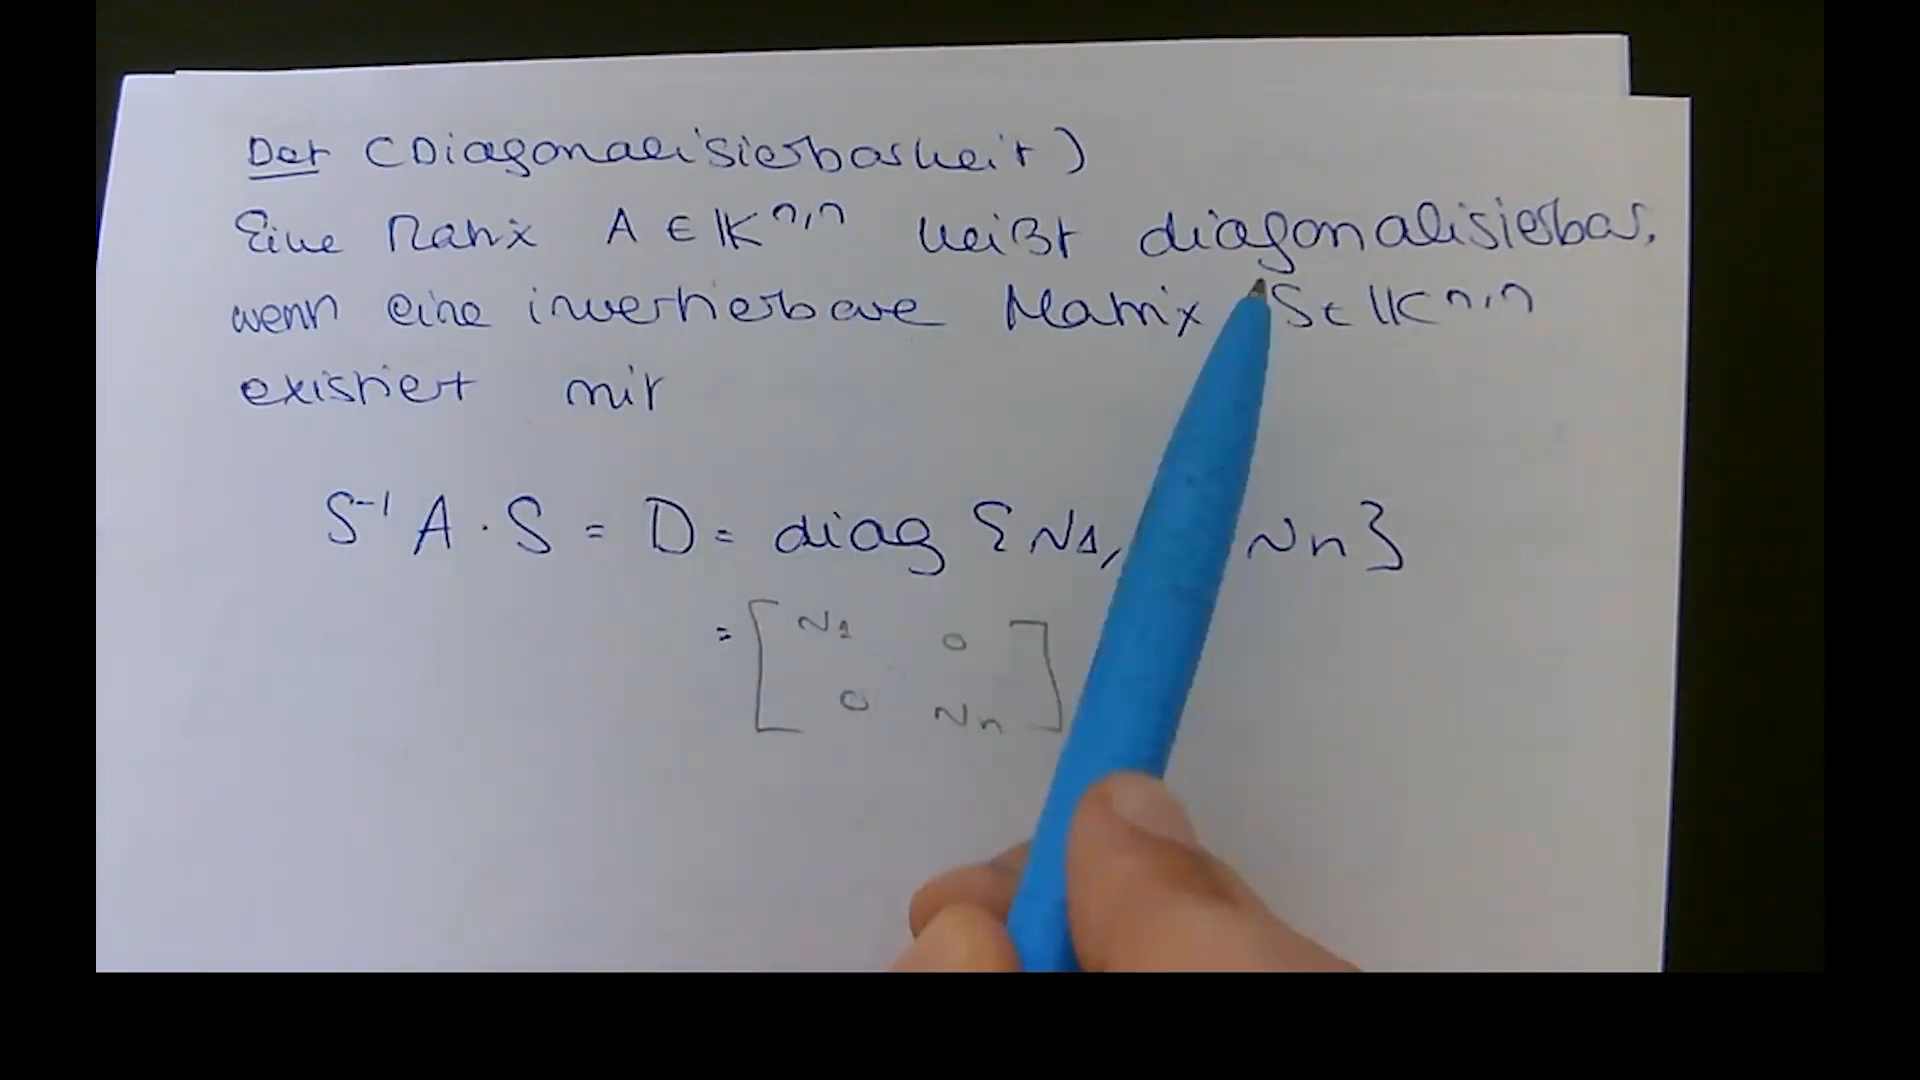 Def (Diagonalisierbarkeit)
Eine Matrix A ∈ K^n,n heißt diagonalisierbar,
wenn eine invertierbare Matrix S ∈ K^n,n
existiert mit
S^-1 A · S = D = diag {λ1, λn}
= [ λ1 0
0 λn ]